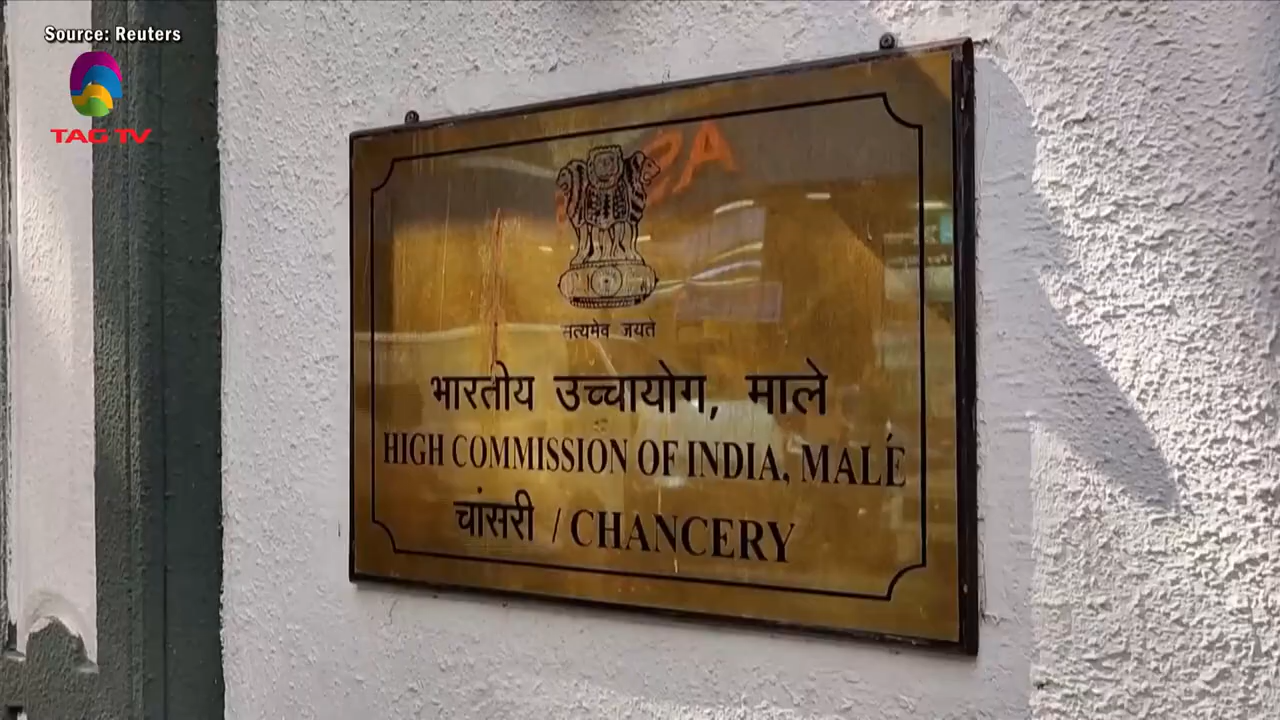 Source: Reuters
TAG TV
सत्यमेव जयते
भारतीय उच्चायोग, माले
HIGH COMMISSION OF INDIA, MALÉ
चांसरी / CHANCERY